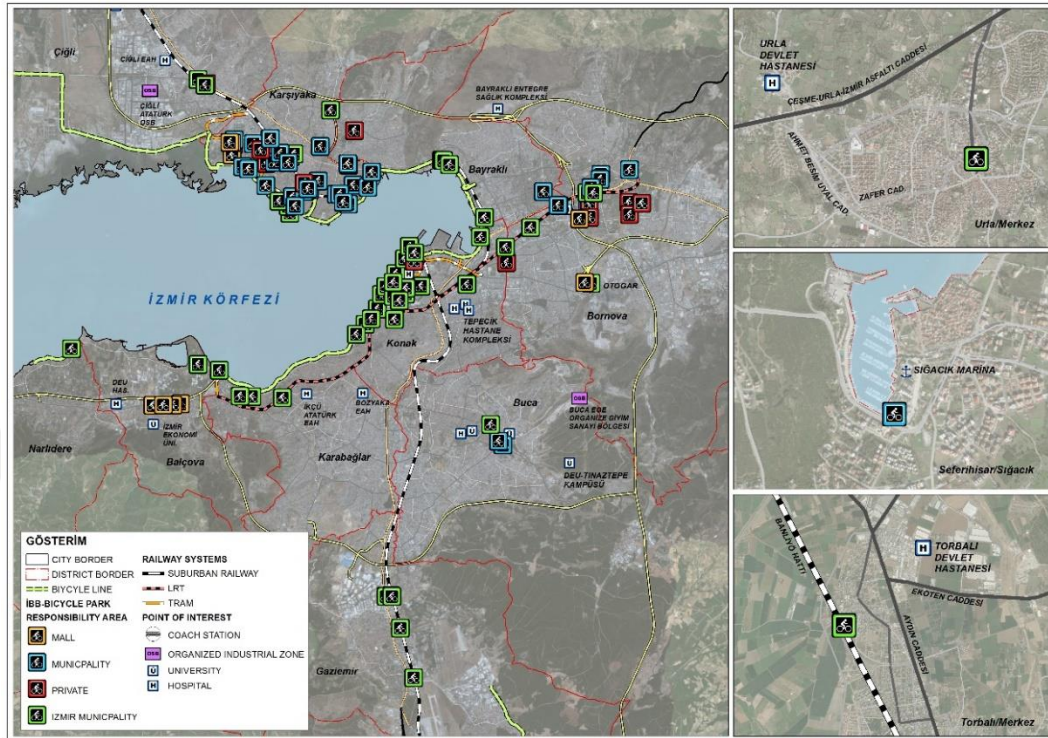 Çiğli
ÇİĞLİ EAH
H
OSB
ÇİĞLİ
ATATÜRK
OSB
Karşıyaka
BAYRAKLI ENTEGRE
SAĞLIK KOMPLEKSİ
H
Bayraklı
İZMİR KÖRFEZİ
OTOGAR
Bornova
H
TEPECİK
HASTANE
KOMPLEKSİ
Konak
DEU
HAS.
H
İZMİR
EKONOMİ
ÜNİ.
U
Narlıdere
Balçova
H
İKÇÜ
ATATÜRK
EAH
H
BOZYAKA
EAH
Karabağlar
Buca
OSB
BUCA EGE
ORGANİZE GİYİM
SANAYİ BÖLGESİ
H
U
U
U
DEU-TINAZTEPE
KAMPÜSÜ
Gaziemir
GÖSTERİM
CITY BORDER
DISTRICT BORDER
BIYCYLE LINE
İBB-BICYCLE PARK
RESPONSIBILITY AREA
MALL
MUNICPALITY
PRIVATE
IZMIR MUNICPALITY
RAILWAY SYSTEMS
SUBURBAN RAILWAY
LRT
TRAM
POINT OF INTEREST
COACH STATION
OSB ORGANIZED INDUSTRIAL ZONE
U UNIVERSITY
H HOSPITAL
URLA
DEVLET
HASTANESİ
H
ÇEŞME-URLA-İZMİR ASFALTI CADDESİ
AHMET BESİM UYAL CAD.
ZAFER CAD.
Urla/Merkez
SIĞACIK MARİNA
Seferihisar/Sığacık
BANLİYÖ HATTI
H
TORBALI
DEVLET
HASTANESİ
EKOTEN CADDESİ
AYDIN CADDESİ
Torbalı/Merkez